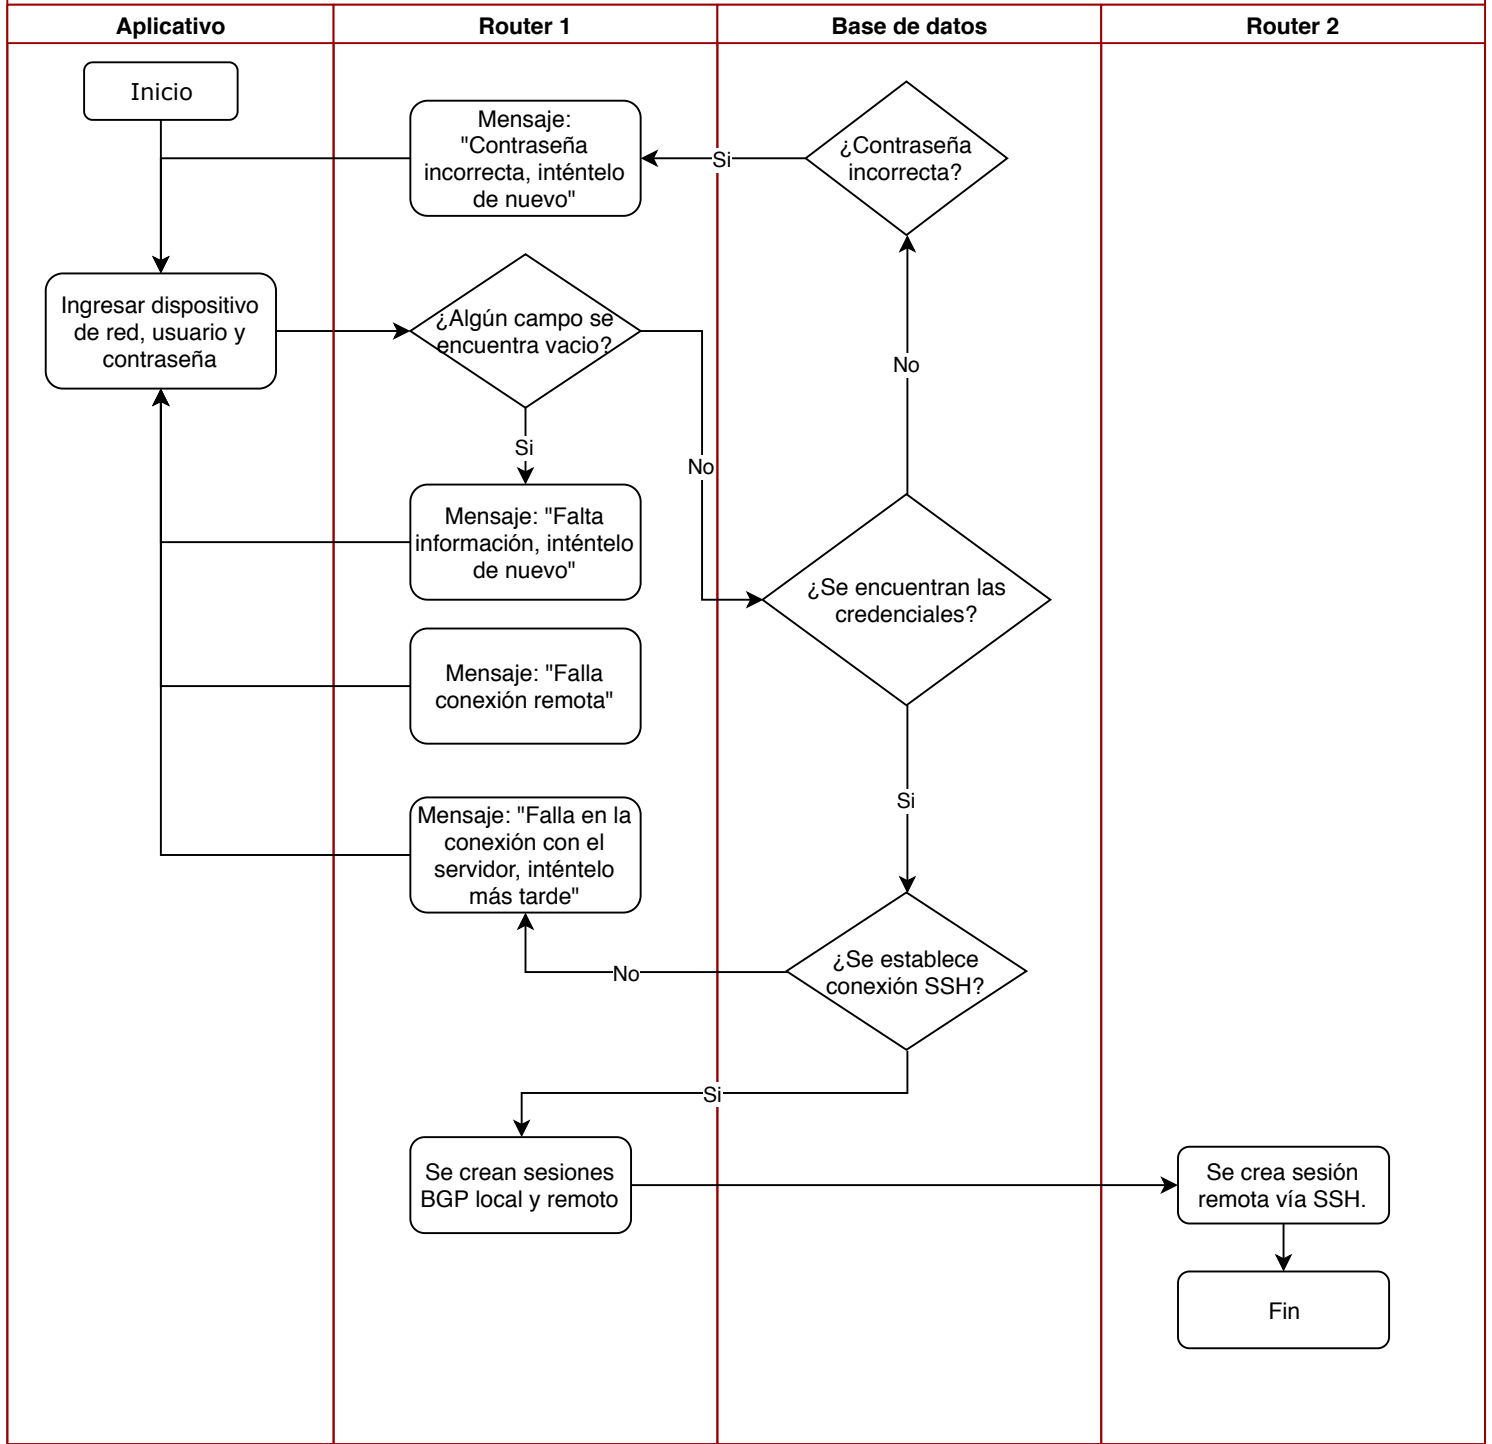 Aplicativo
Router 1
Base de datos
Router 2
Inicio
Mensaje:
"Contraseña
incorrecta, inténtelo
de nuevo"
Si
¿Contraseña
incorrecta?
Ingresar dispositivo
de red, usuario y
contraseña
¿Algún campo se
encuentra vacio?
No
Si
No
Mensaje: "Falta
información, inténtelo
de nuevo"
¿Se encuentran las
credenciales?
Mensaje: "Falla
conexión remota"
Si
Mensaje: "Falla en la
conexión con el
servidor, inténtelo
más tarde"
¿Se establece
conexión SSH?
No
Si
Se crean sesiones
BGP local y remoto
Se crea sesión
remota vía SSH.
Fin